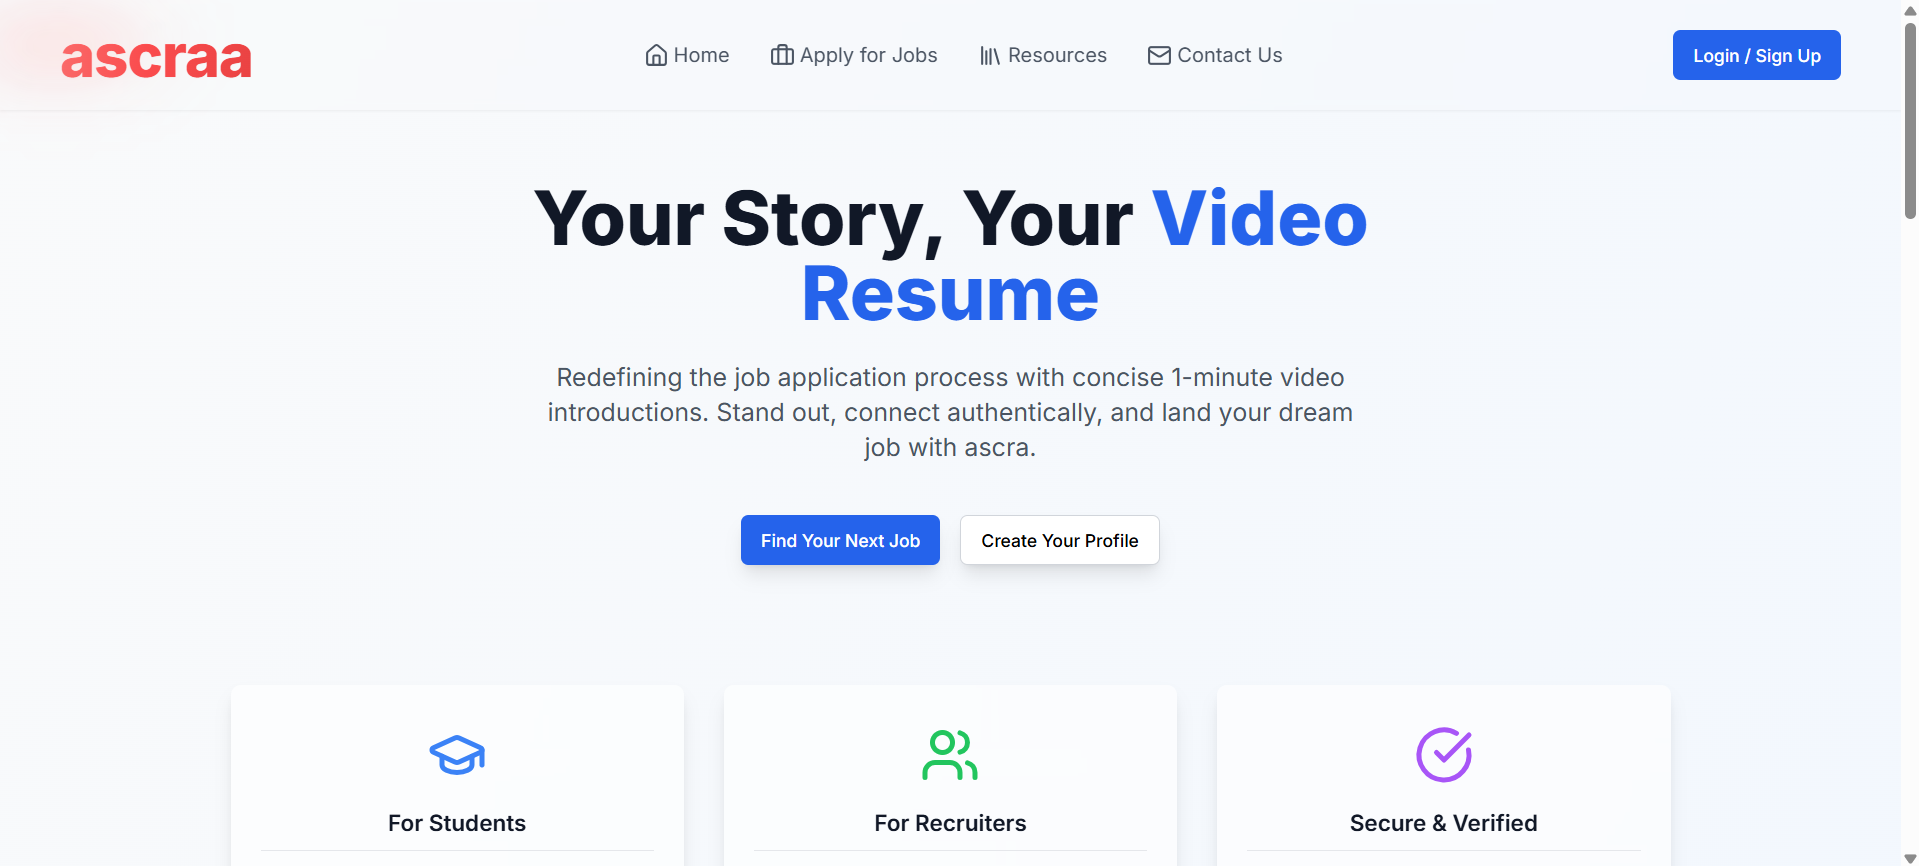 ascraa
Home
Apply for Jobs
Resources
Contact Us
Login / Sign Up
Your Story, Your Video
Resume
Redefining the job application process with concise 1-minute video
introductions. Stand out, connect authentically, and land your dream
job with ascra.
Find Your Next Job
Create Your Profile
For Students
For Recruiters
Secure & Verified